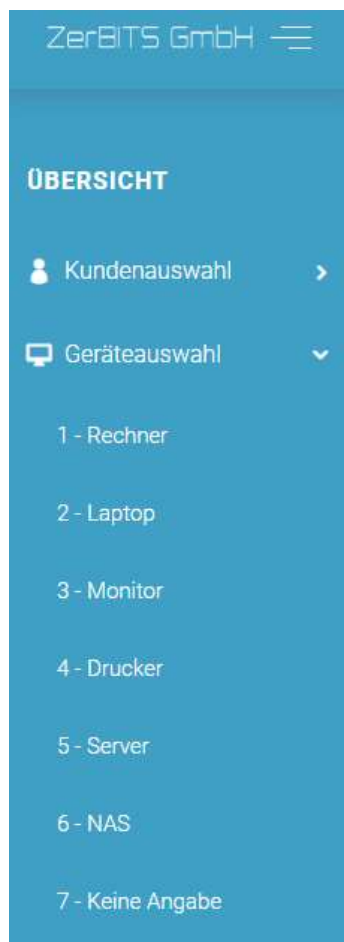 ZerBITS GmbH
ÜBERSICHT
Kundenauswahl
Geräteauswahl
1 - Rechner
2 - Laptop
3 - Monitor
4 - Drucker
5 - Server
6 - NAS
7 - Keine Angabe